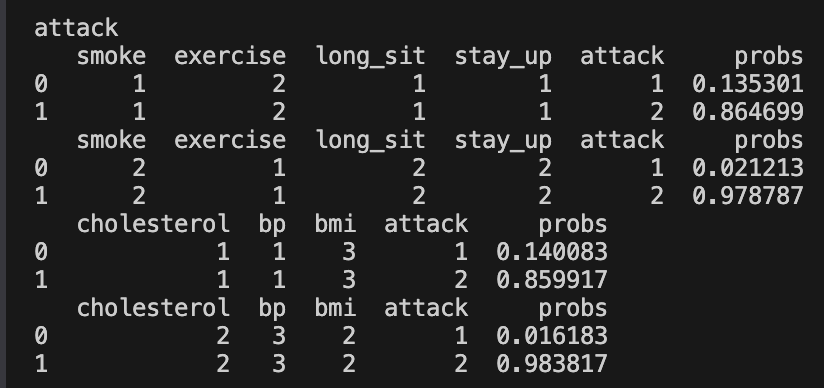 attack
smoke exercise long_sit stay_up attack probs
0 1 2 1 1 1 0.135301
1 1 2 1 1 2 0.864699
smoke exercise long_sit stay_up attack probs
0 2 1 2 2 1 0.021213
1 2 1 2 2 2 0.978787
cholesterol bp bmi attack probs
0 1 1 3 1 0.140083
1 1 1 3 2 0.859917
cholesterol bp bmi attack probs
0 2 3 2 1 0.016183
1 2 3 2 2 0.983817